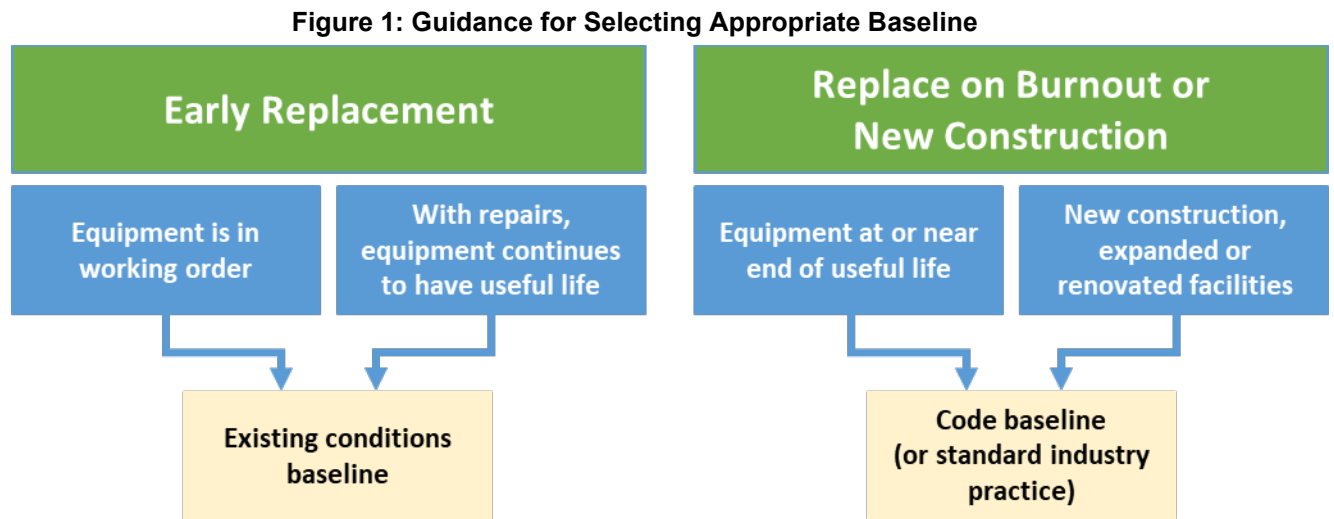 Figure 1: Guidance for Selecting Appropriate Baseline
Early Replacement
Equipment is in
working order
With repairs,
equipment continues
to have useful life
Existing conditions
baseline
Replace on Burnout or
New Construction
Equipment at or near
end of useful life
New construction,
expanded or
renovated facilities
Code baseline
(or standard industry
practice)